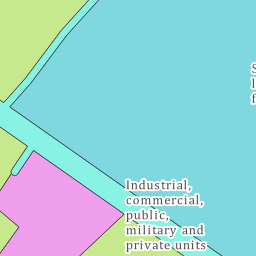 S
l
f
Industrial,
commercial,
public,
military and
private units